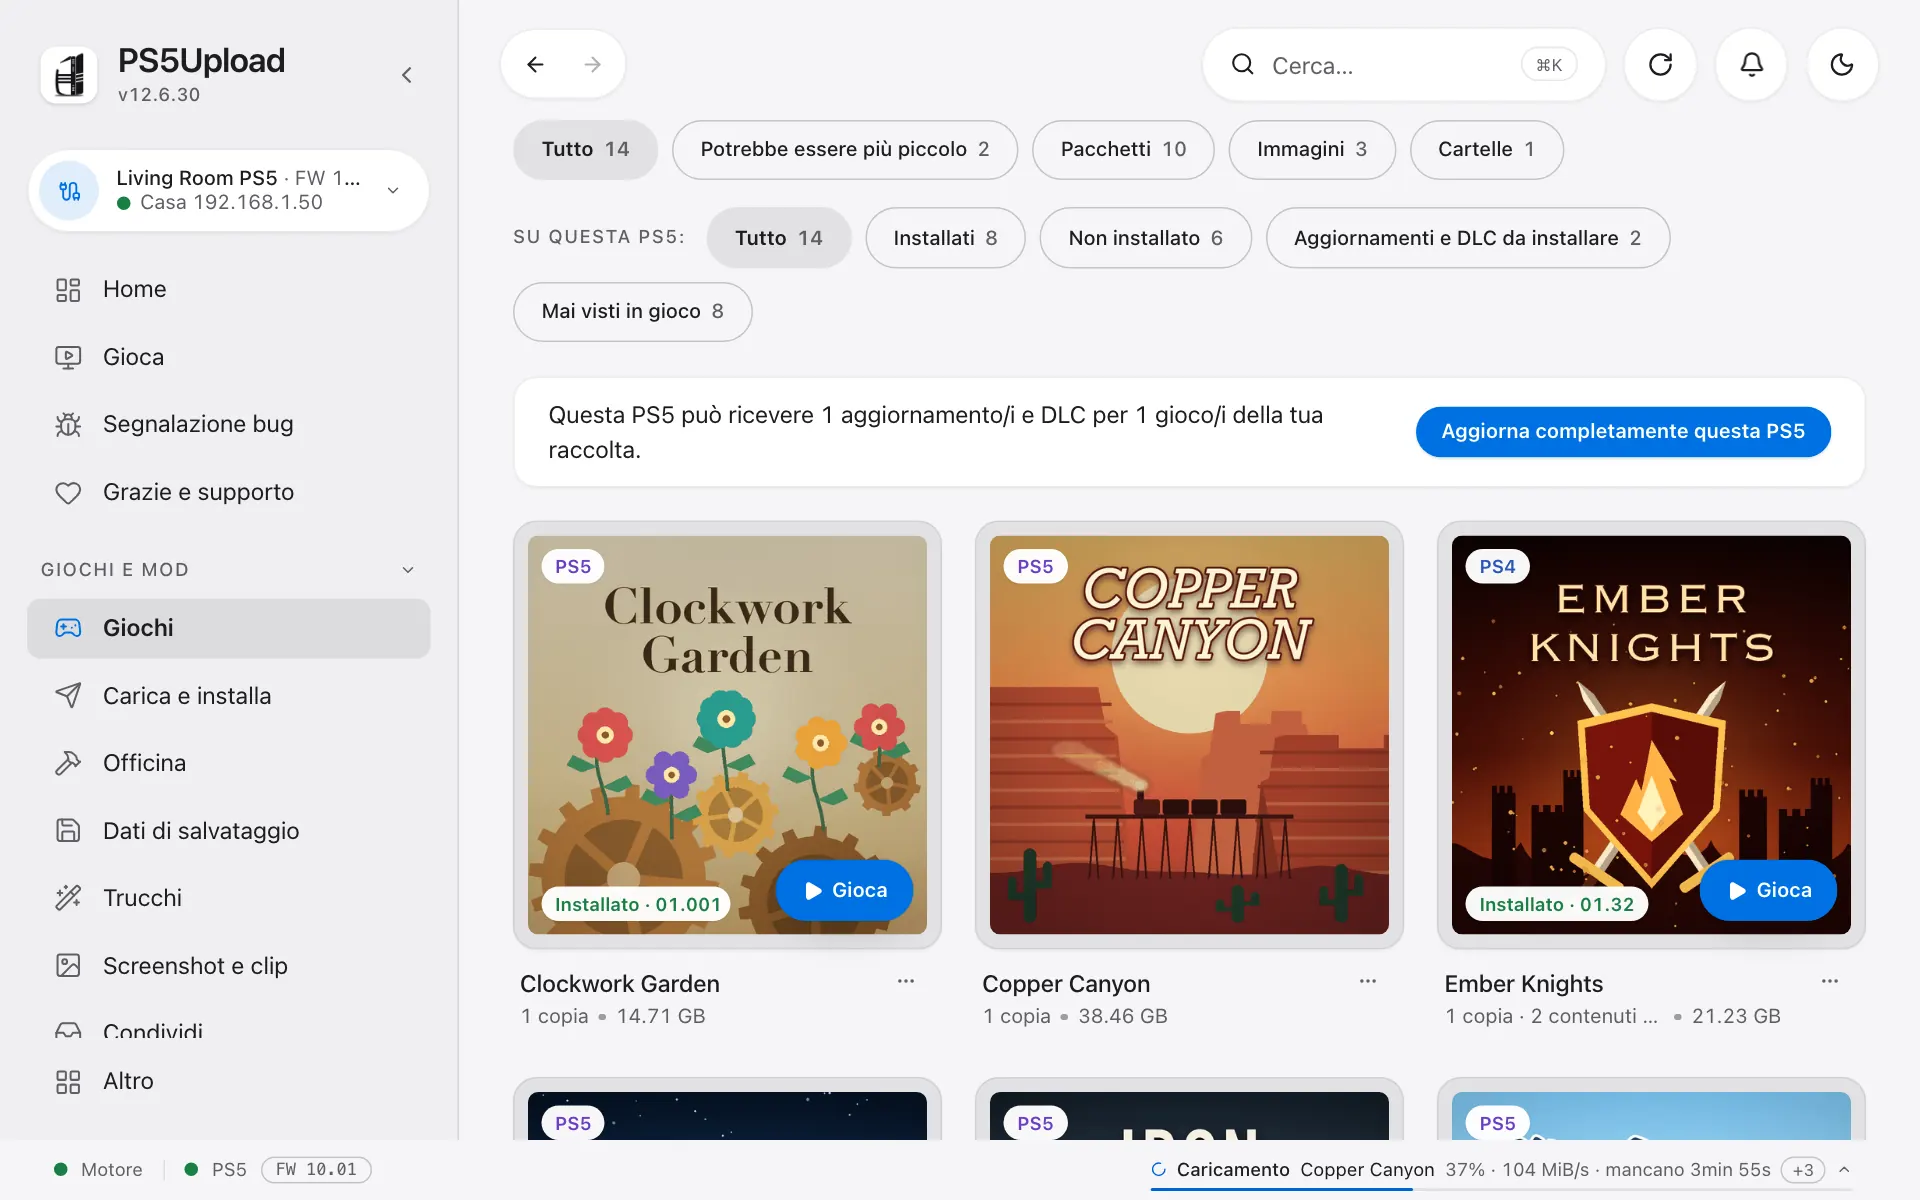 PS5Upload
v12.6.30
Living Room PS5 · FW 1...
Casa 192.168.1.50
Home
Gioca
Segnalazione bug
Grazie e supporto
GIOCHI E MOD
Giochi
Carica e installa
Officina
Dati di salvataggio
Trucchi
Screenshot e clip
Condividi
Altro
Cerca...
⌘K
Tutto 14
Potrebbe essere più piccolo 2
Pacchetti 10
Immagini 3
Cartelle 1
SU QUESTA PS5:
Tutto 14
Installati 8
Non installato 6
Aggiornamenti e DLC da installare 2
Mai visti in gioco 8
Questa PS5 può ricevere 1 aggiornamento/i e DLC per 1 gioco/i della tua
raccolta.
Aggiorna completamente questa PS5
PS5
Clockwork
Garden
Installato · 01.001
Gioca
Clockwork Garden
1 copia • 14.71 GB
PS5
COPPER
CANYON
Copper Canyon
1 copia • 38.46 GB
PS4
EMBER
KNIGHTS
Installato · 01.32
Gioca
Ember Knights
1 copia · 2 contenuti ... • 21.23 GB
PS5
PS5
IRON
PS5
Motore
PS5
FW 10.01
Caricamento Copper Canyon 37% · 104 MiB/s · mancano 3min 55s
+3